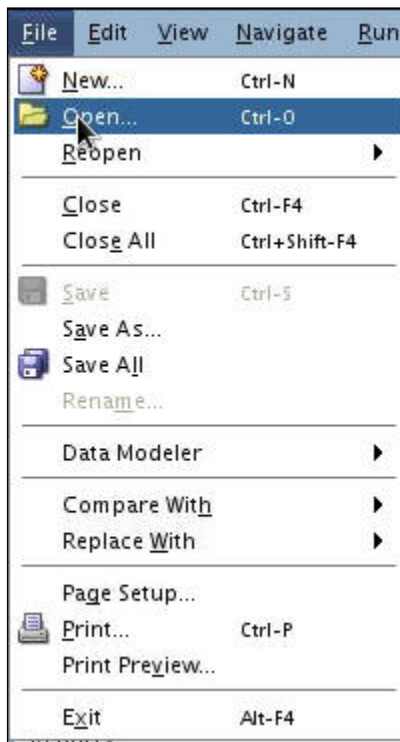 File Edit View Navigate Run
New... Ctrl-N
Open... Ctrl-O
Reopen
Close Ctrl-F4
Close All Ctrl+Shift-F4
Save Ctrl-S
Save As...
Save All
Rename...
Data Modeler
Compare With
Replace With
Page Setup...
Print... Ctrl-P
Print Preview...
Exit Alt-F4